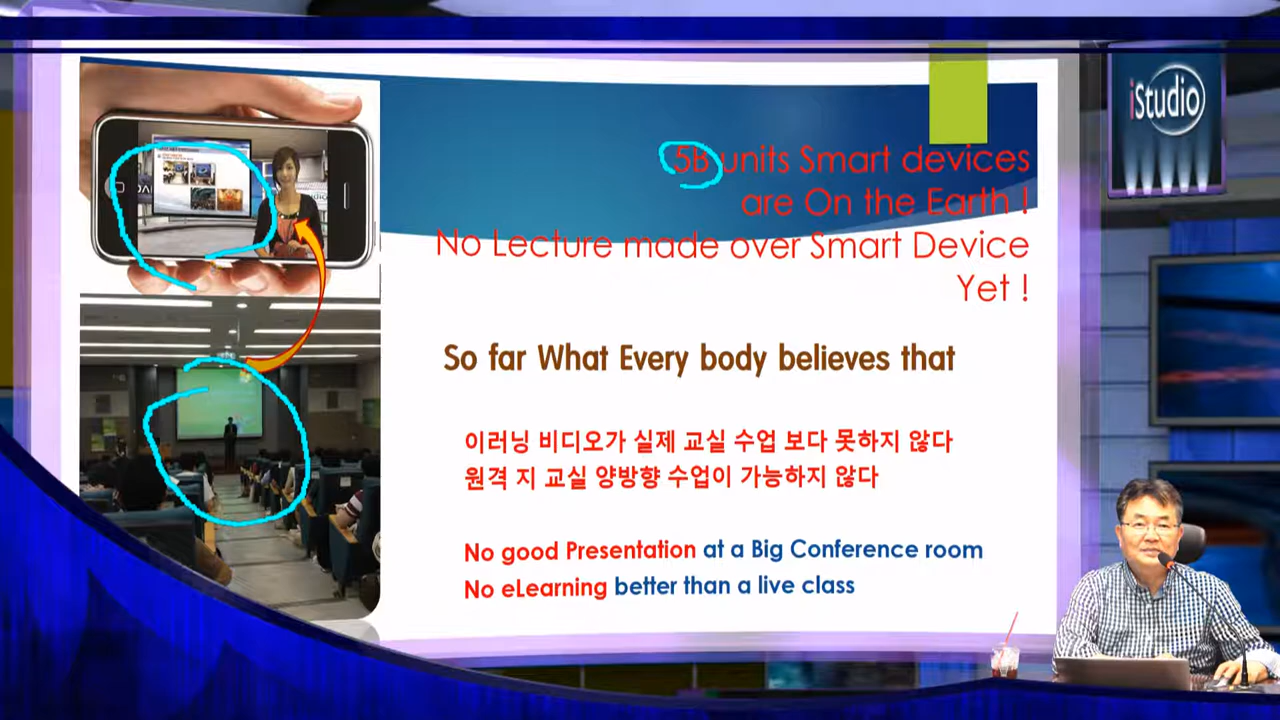 iStudio
5B units Smart devices
are On the Earth !
No Lecture made over Smart Device
Yet !
So far What Every body believes that
이러닝 비디오가 실제 교실 수업 보다 못하지 않다
원격 지 교실 양방향 수업이 가능하지 않다
No good Presentation at a Big Conference room
No eLearning better than a live class